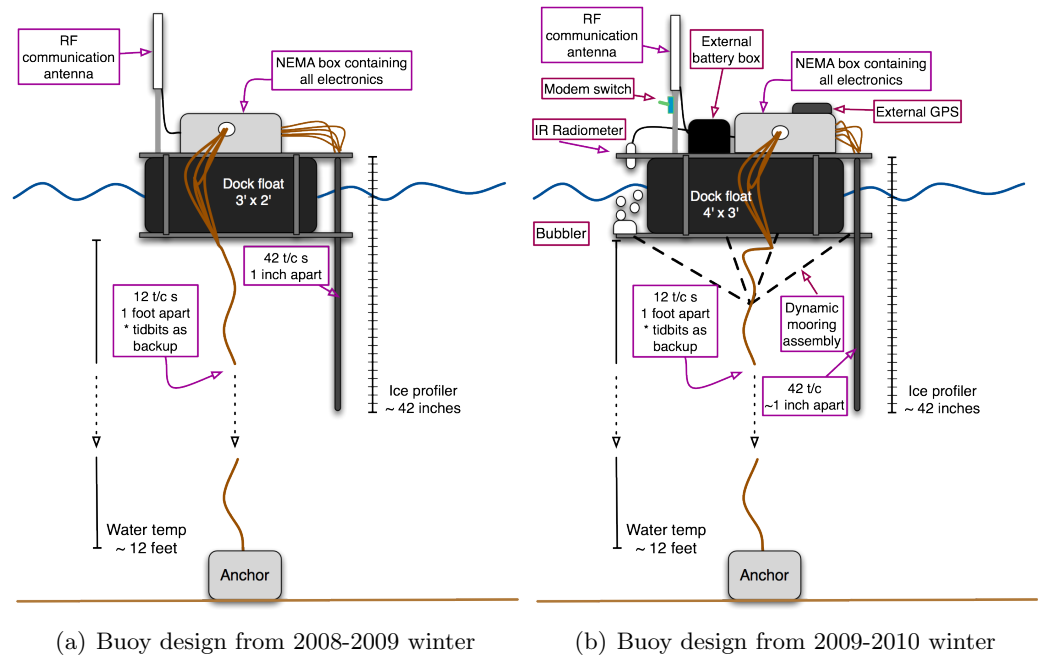 RF
communication
antenna
NEMA box containing
all electronics
Dock float
3' x 2'
42 t/c s
1 inch apart
12 t/c s
1 foot apart
* tidbits as
backup
Ice profiler
~ 42 inches
Water temp
~ 12 feet
Anchor
(a) Buoy design from 2008-2009 winter
RF
communication
antenna
External
battery box
NEMA box containing
all electronics
Modem switch
External GPS
IR Radiometer
Dock float
4' x 3'
Bubbler
12 t/c s
1 foot apart
* tidbits as
backup
Dynamic
mooring
assembly
42 t/c
~1 inch apart
Ice profiler
~ 42 inches
Water temp
~ 12 feet
Anchor
(b) Buoy design from 2009-2010 winter